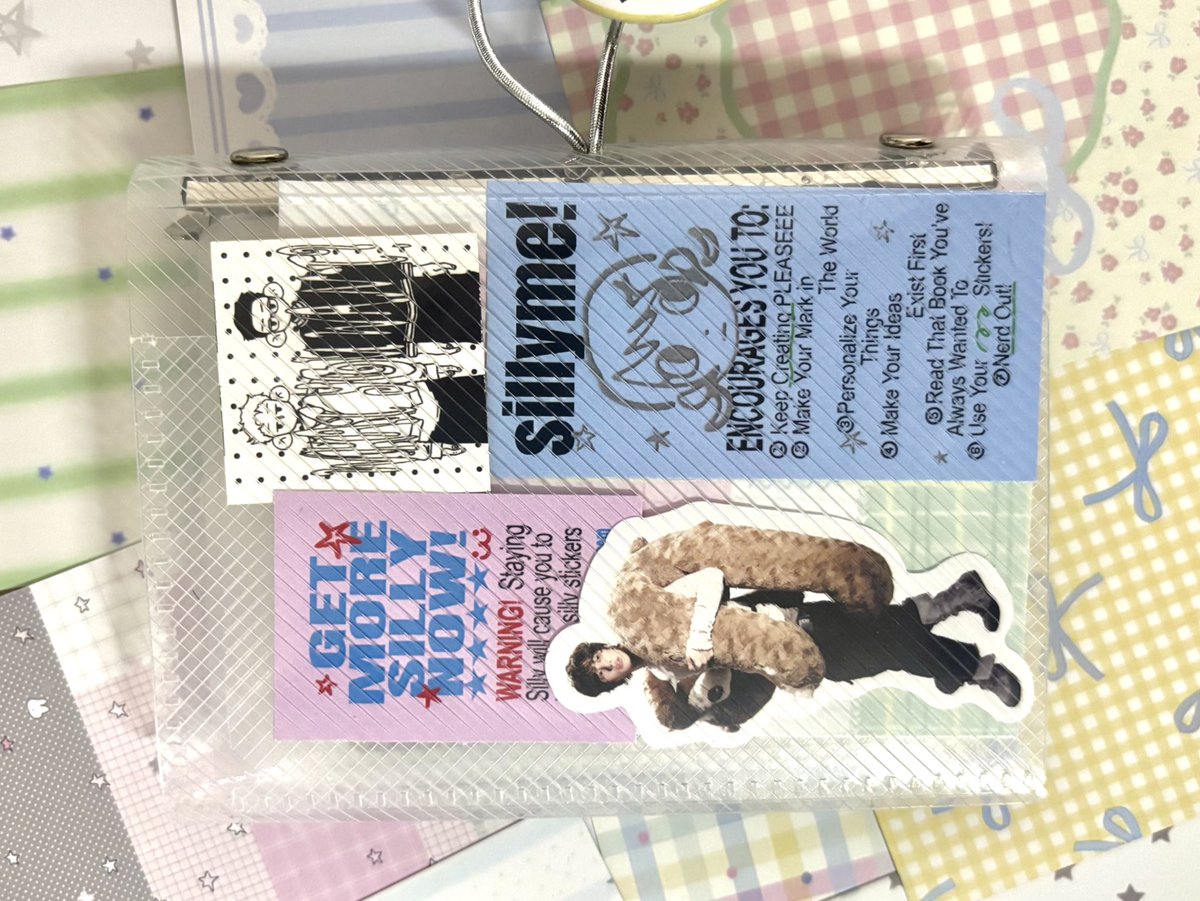 sillyme!
ENCOURAGES YOU TO:
① Keep Creating PLEASEEE
② Make Your Mark in
The World
③ Personalize Your
Things
④ Make Your Ideas
Exist First
⑤ Read That Book You've
Always Wanted To
⑥ Use Your Stickers!
⑦ Nerd Out!
GET
MORE
SILLY
NOW!
WARNING! Staying
Silly will cause you to
silly stickers